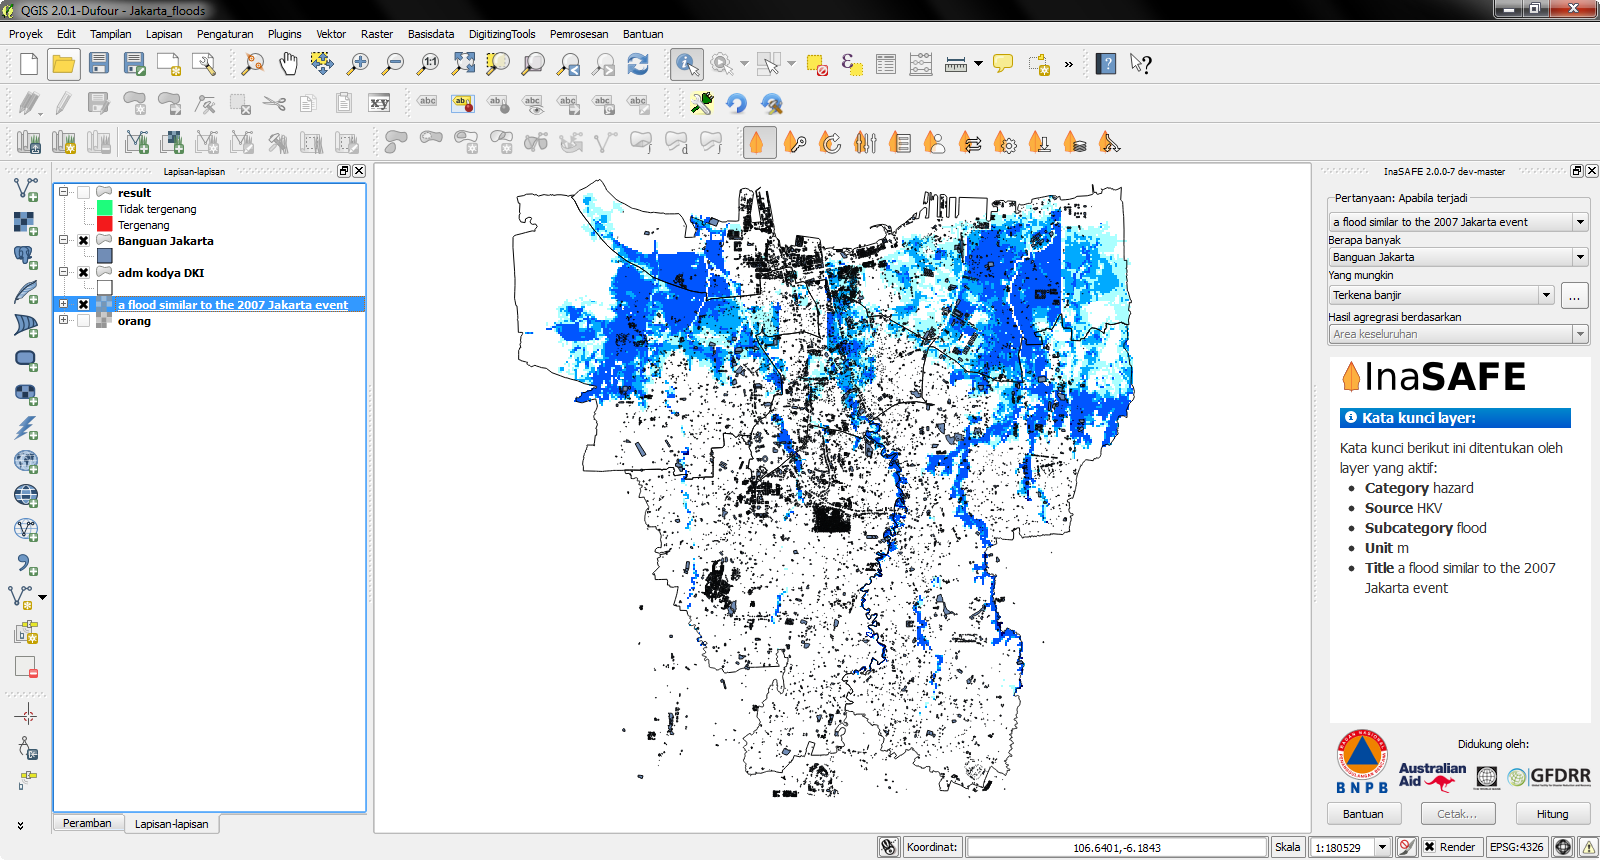 QGIS 2.0.1-Dufour - Jakarta_floods
Proyek Edit Tampilan Lapisan Pengaturan Plugins Vektor Raster Basisdata DigitizingTools Pemrosesan Bantuan
Lapisan-lapisan
result
Tidak tergenang
Tergenang
Banguan Jakarta
adm kodya DKI
a flood similar to the 2007 Jakarta event
orang
Peramban Lapisan-lapisan
InaSAFE 2.0.0-7 dev-master
Pertanyaan: Apabila terjadi
a flood similar to the 2007 Jakarta event
Berapa banyak
Banguan Jakarta
Yang mungkin
Terkena banjir
...
Hasil agregrasi berdasarkan
Area keseluruhan
InaSAFE
Kata kunci layer:
Kata kunci berikut ini ditentukan oleh
layer yang aktif:
Category hazard
Source HKV
Subcategory flood
Unit m
Title a flood similar to the 2007
Jakarta event
Didukung oleh:
BNPB
Australian
Aid
GFDRR
Bantuan Cetak... Hitung
Koordinat: 106.6401,-6.1843 Skala 1:180529 Render EPSG:4326